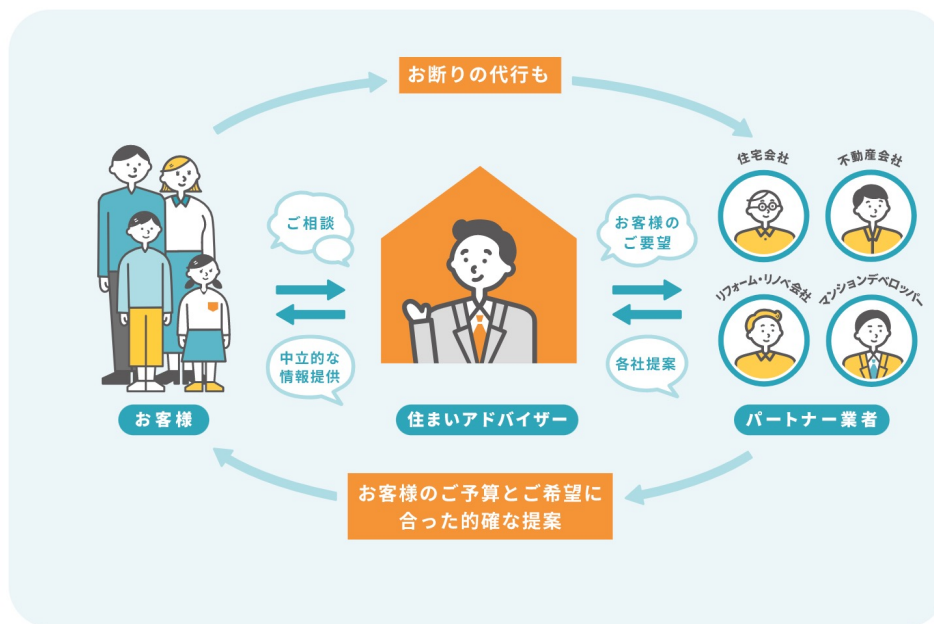 お断りの代行も
住宅会社
不動産会社
ご相談
お客様の
ご要望
リフォーム・リノベ会社
マンションデベロッパー
中立的な
情報提供
各社提案
お客様
住まいアドバイザー
パートナー業者
お客様のご予算とご希望に
合った的確な提案